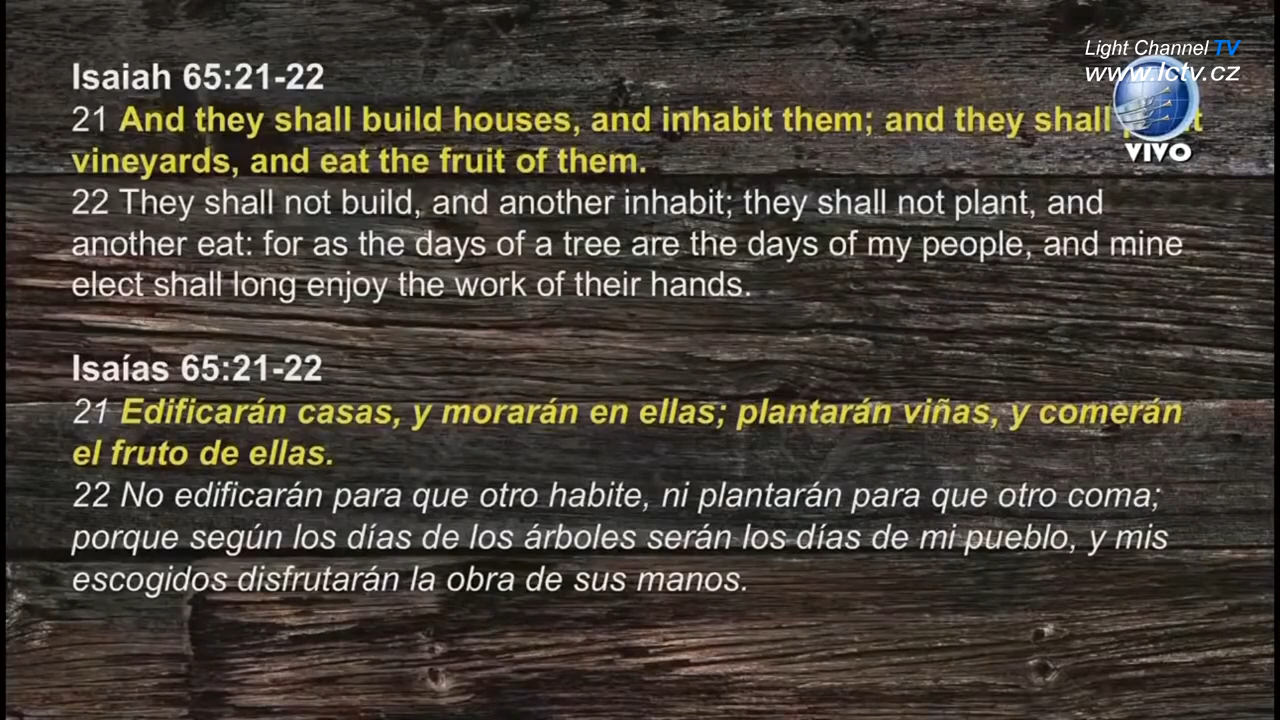 Light Channel TV
www.lctv.cz
VIVO
Isaiah 65:21-22
21 And they shall build houses, and inhabit them; and they shall
vineyards, and eat the fruit of them.
22 They shall not build, and another inhabit; they shall not plant, and
another eat: for as the days of a tree are the days of my people, and mine
elect shall long enjoy the work of their hands.
Isaías 65:21-22
21 Edificarán casas, y morarán en ellas; plantarán viñas, y comerán
el fruto de ellas.
22 No edificarán para que otro habite, ni plantarán para que otro coma;
porque según los días de los árboles serán los días de mi pueblo, y mis
escogidos disfrutarán la obra de sus manos.